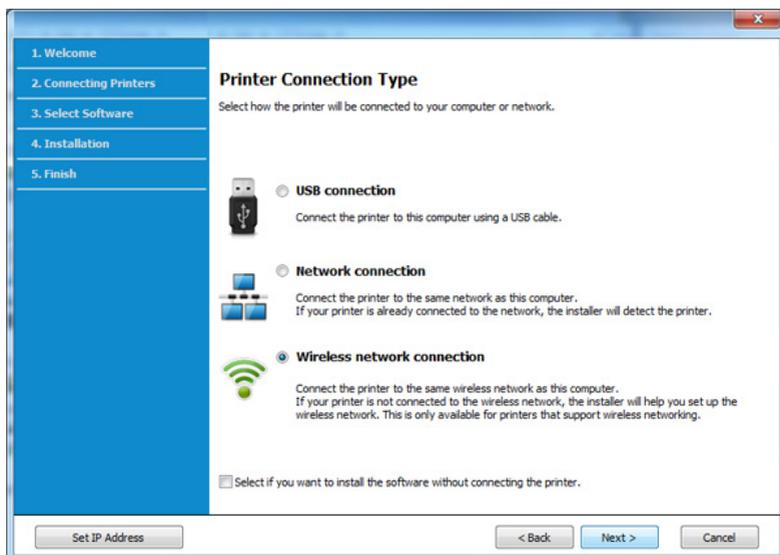 1. Welcome
2. Connecting Printers
3. Select Software
4. Installation
5. Finish
Printer Connection Type
Select how the printer will be connected to your computer or network.
USB connection
Connect the printer to this computer using a USB cable.
Network connection
Connect the printer to the same network as this computer.
If your printer is already connected to the network, the installer will detect the printer.
Wireless network connection
Connect the printer to the same wireless network as this computer.
If your printer is not connected to the wireless network, the installer will help you set up the
wireless network. This is only available for printers that support wireless networking.
Select if you want to install the software without connecting the printer.
Set IP Address
< Back
Next >
Cancel